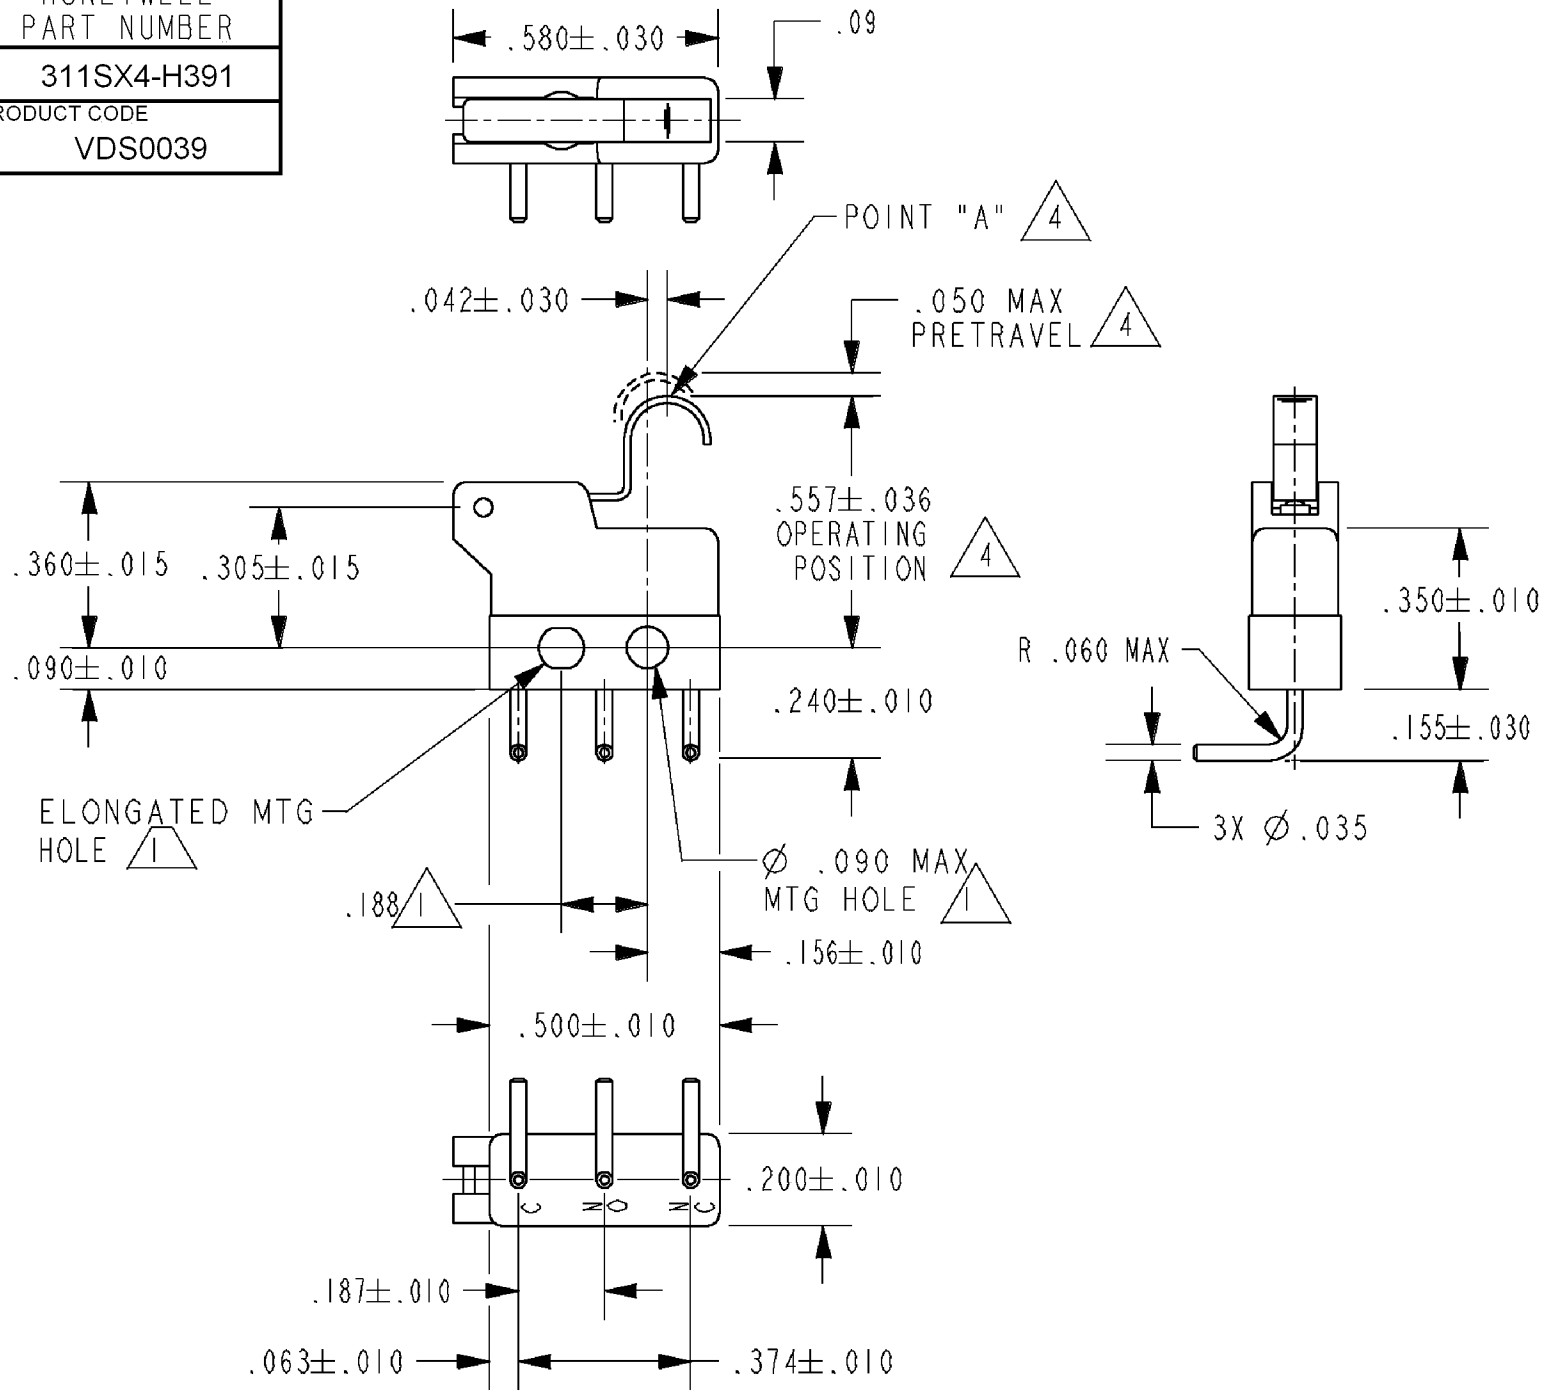 PART NUMBER
311SX4-H391
RODUCT CODE
VDS0039
.580±.030
.09
POINT "A" 4
.042±.030
.050 MAX
PRETRAVEL 4
.557±.036
OPERATING
POSITION 4
.360±.015
.305±.015
.090±.010
.240±.010
.350±.010
R .060 MAX
.155±.030
3X Ø .035
ELONGATED MTG
HOLE 1
Ø .090 MAX
MTG HOLE 1
.188 1
.156±.010
.500±.010
C NO NC
.200±.010
.187±.010
.063±.010
.374±.010